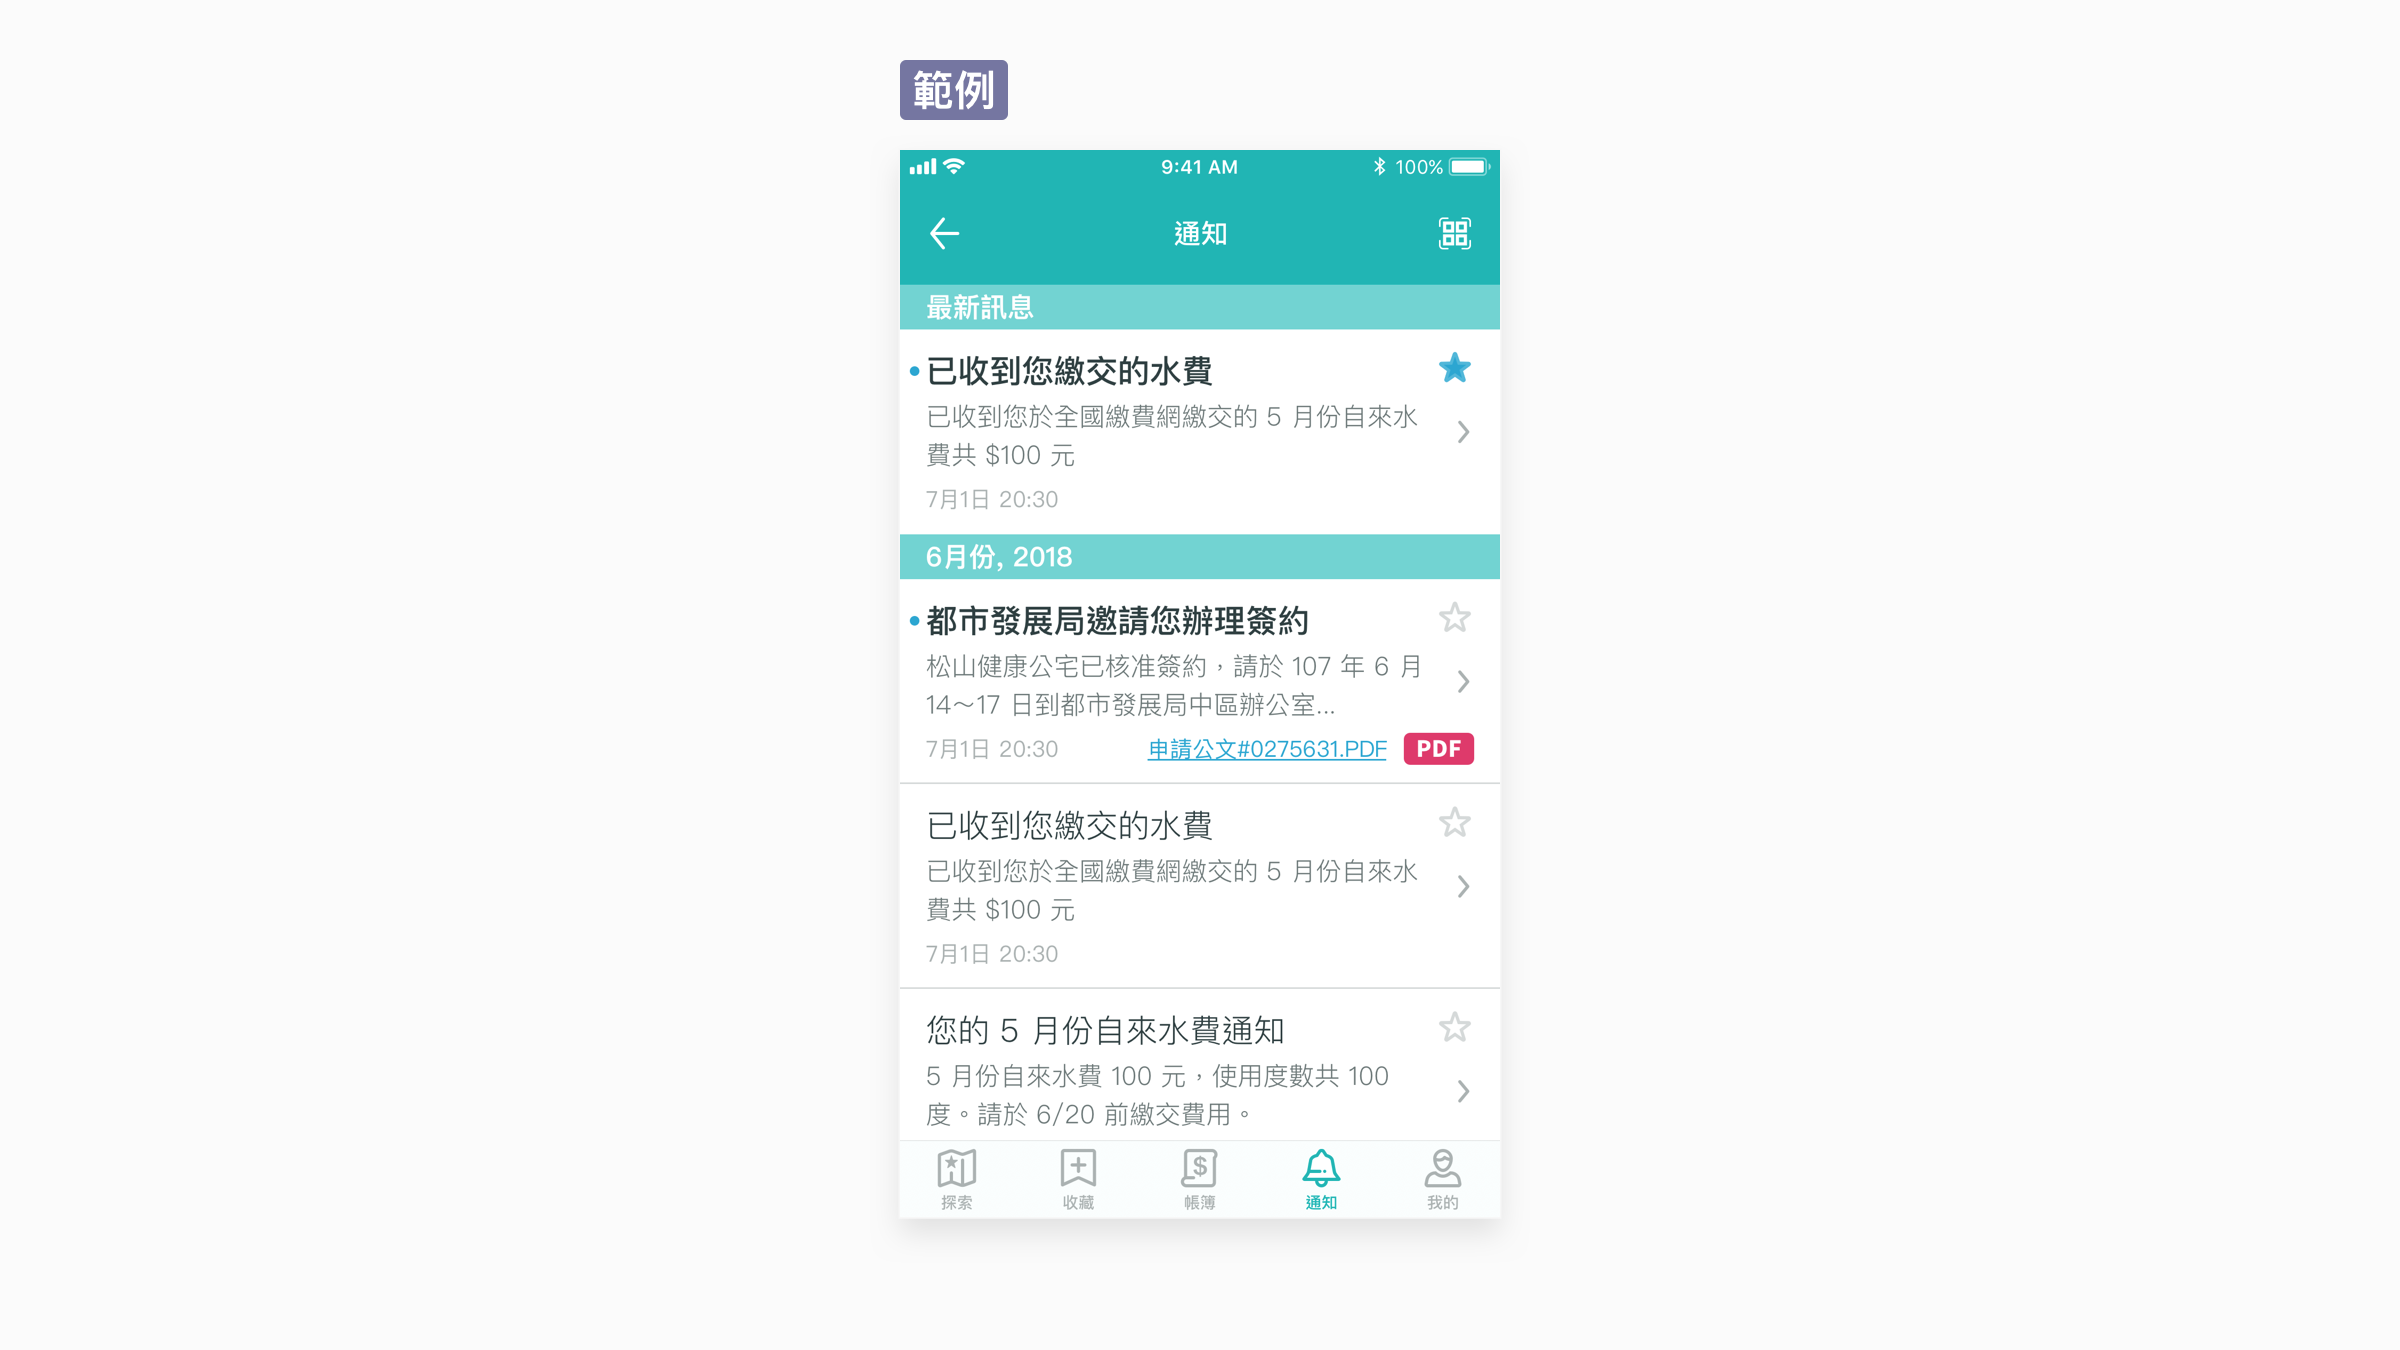 範例
9:41 AM
100%
通知
最新訊息
已收到您繳交的水費
已收到您於全國繳費網繳交的 5 月份自來水
費共 $100 元
7月1日 20:30
6月份, 2018
都市發展局邀請您辦理簽約
松山健康公宅已核准簽約，請於 107 年 6 月
14～17 日到都市發展局中區辦公室...
7月1日 20:30 申請公文#0275631.PDF PDF
已收到您繳交的水費
已收到您於全國繳費網繳交的 5 月份自來水
費共 $100 元
7月1日 20:30
您的 5 月份自來水費通知
5 月份自來水費 100 元，使用度數共 100
度。請於 6/20 前繳交費用。
探索 收藏 帳簿 通知 我的